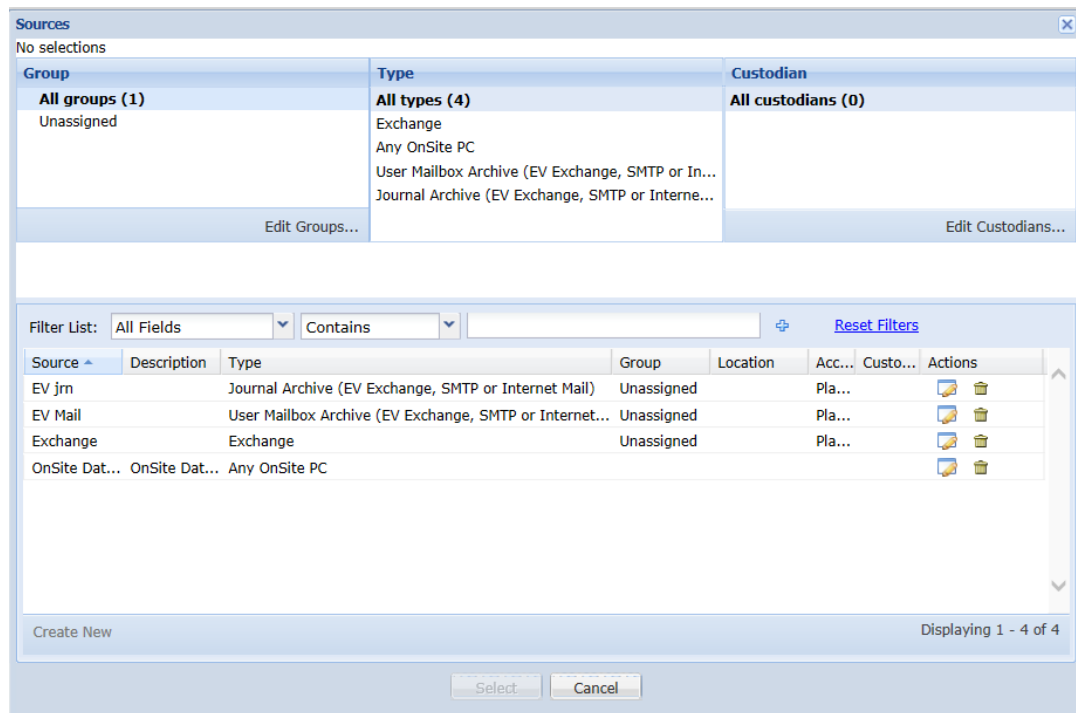 Sources
No selections
Group Type Custodian
All groups (1) All types (4) All custodians (0)
Unassigned Exchange
Any OnSite PC
User Mailbox Archive (EV Exchange, SMTP or In...
Journal Archive (EV Exchange, SMTP or Interne...
Edit Groups... Edit Custodians...
Filter List: All Fields Contains Reset Filters
Source Description Type Group Location Acc... Custo... Actions
EV jrn Journal Archive (EV Exchange, SMTP or Internet Mail) Unassigned Pla...
EV Mail User Mailbox Archive (EV Exchange, SMTP or Internet... Unassigned Pla...
Exchange Exchange Unassigned Pla...
OnSite Dat... OnSite Dat... Any OnSite PC
Create New Displaying 1 - 4 of 4
Select Cancel